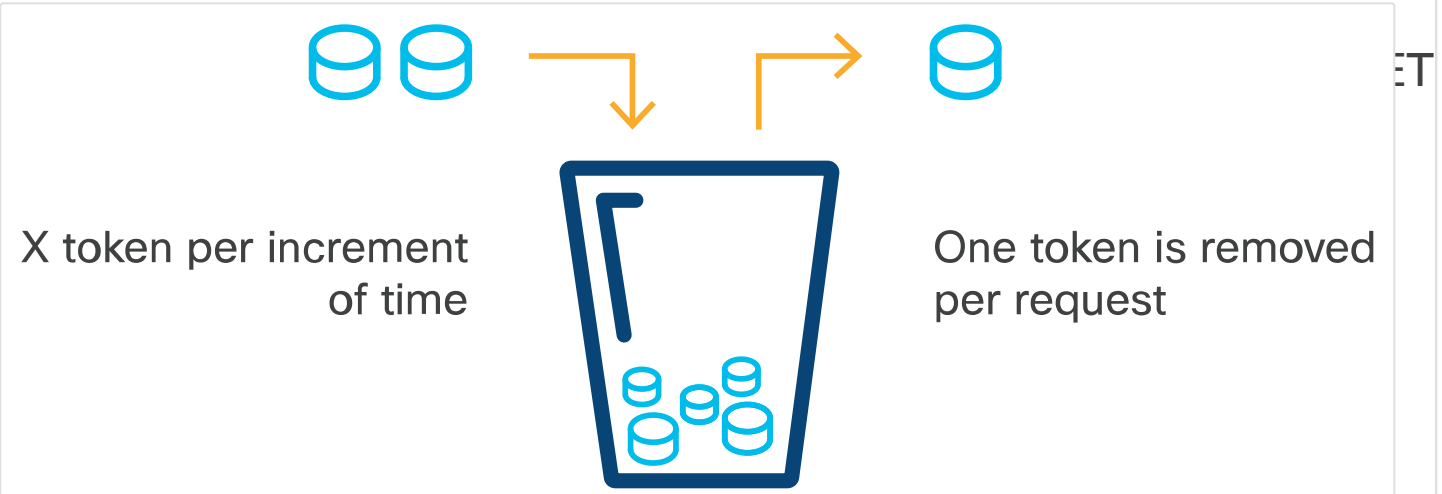 X token per increment
of time
One token is removed
per request